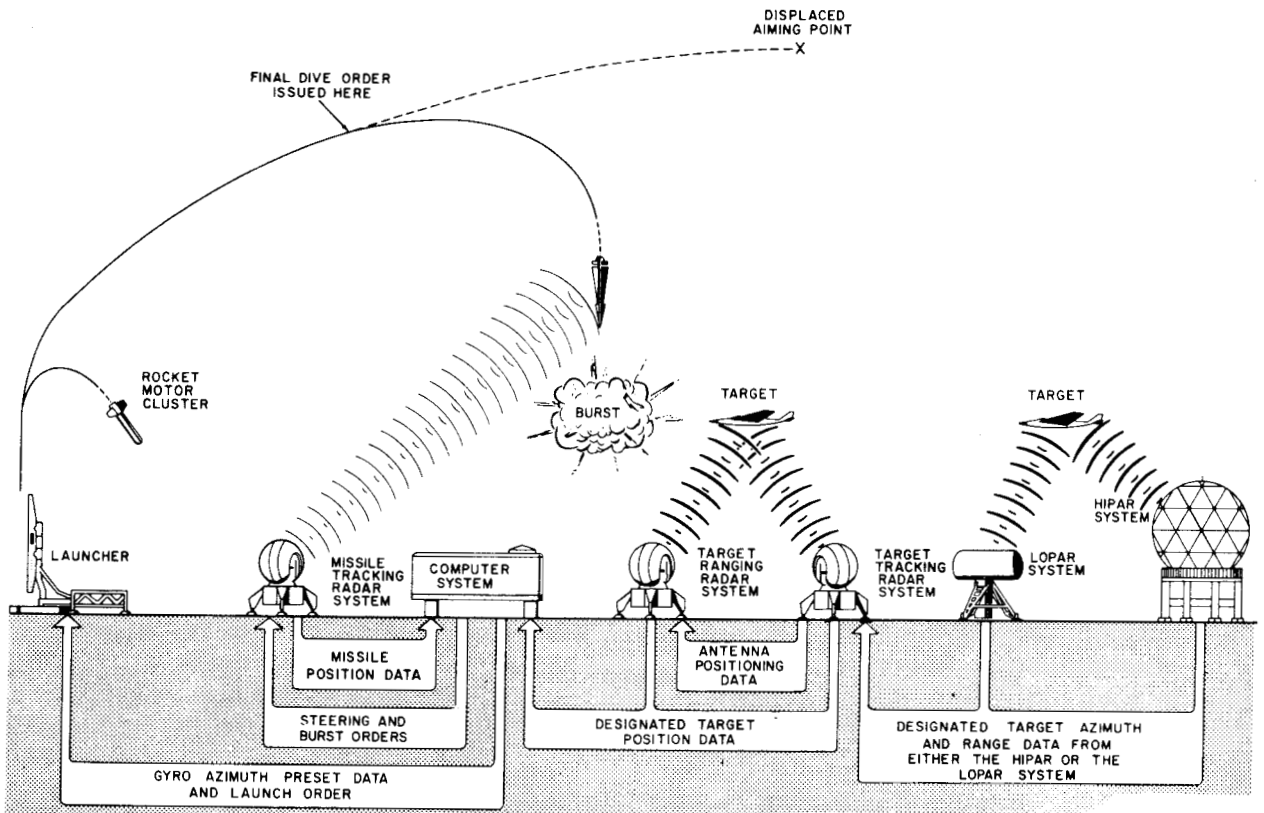 DISPLACED
AIMING POINT
X
FINAL DIVE ORDER
ISSUED HERE
ROCKET
MOTOR
CLUSTER
BURST
TARGET
TARGET
HIPAR
SYSTEM
LAUNCHER
MISSILE
TRACKING
RADAR
SYSTEM
COMPUTER
SYSTEM
TARGET
RANGING
RADAR
SYSTEM
TARGET
TRACKING
RADAR
SYSTEM
LOPAR
SYSTEM
MISSILE
POSITION DATA
ANTENNA
POSITIONING
DATA
STEERING AND
BURST ORDERS
DESIGNATED TARGET
POSITION DATA
DESIGNATED TARGET AZIMUTH
AND RANGE DATA FROM
EITHER THE HIPAR OR THE
LOPAR SYSTEM
GYRO AZIMUTH PRESET DATA
AND LAUNCH ORDER